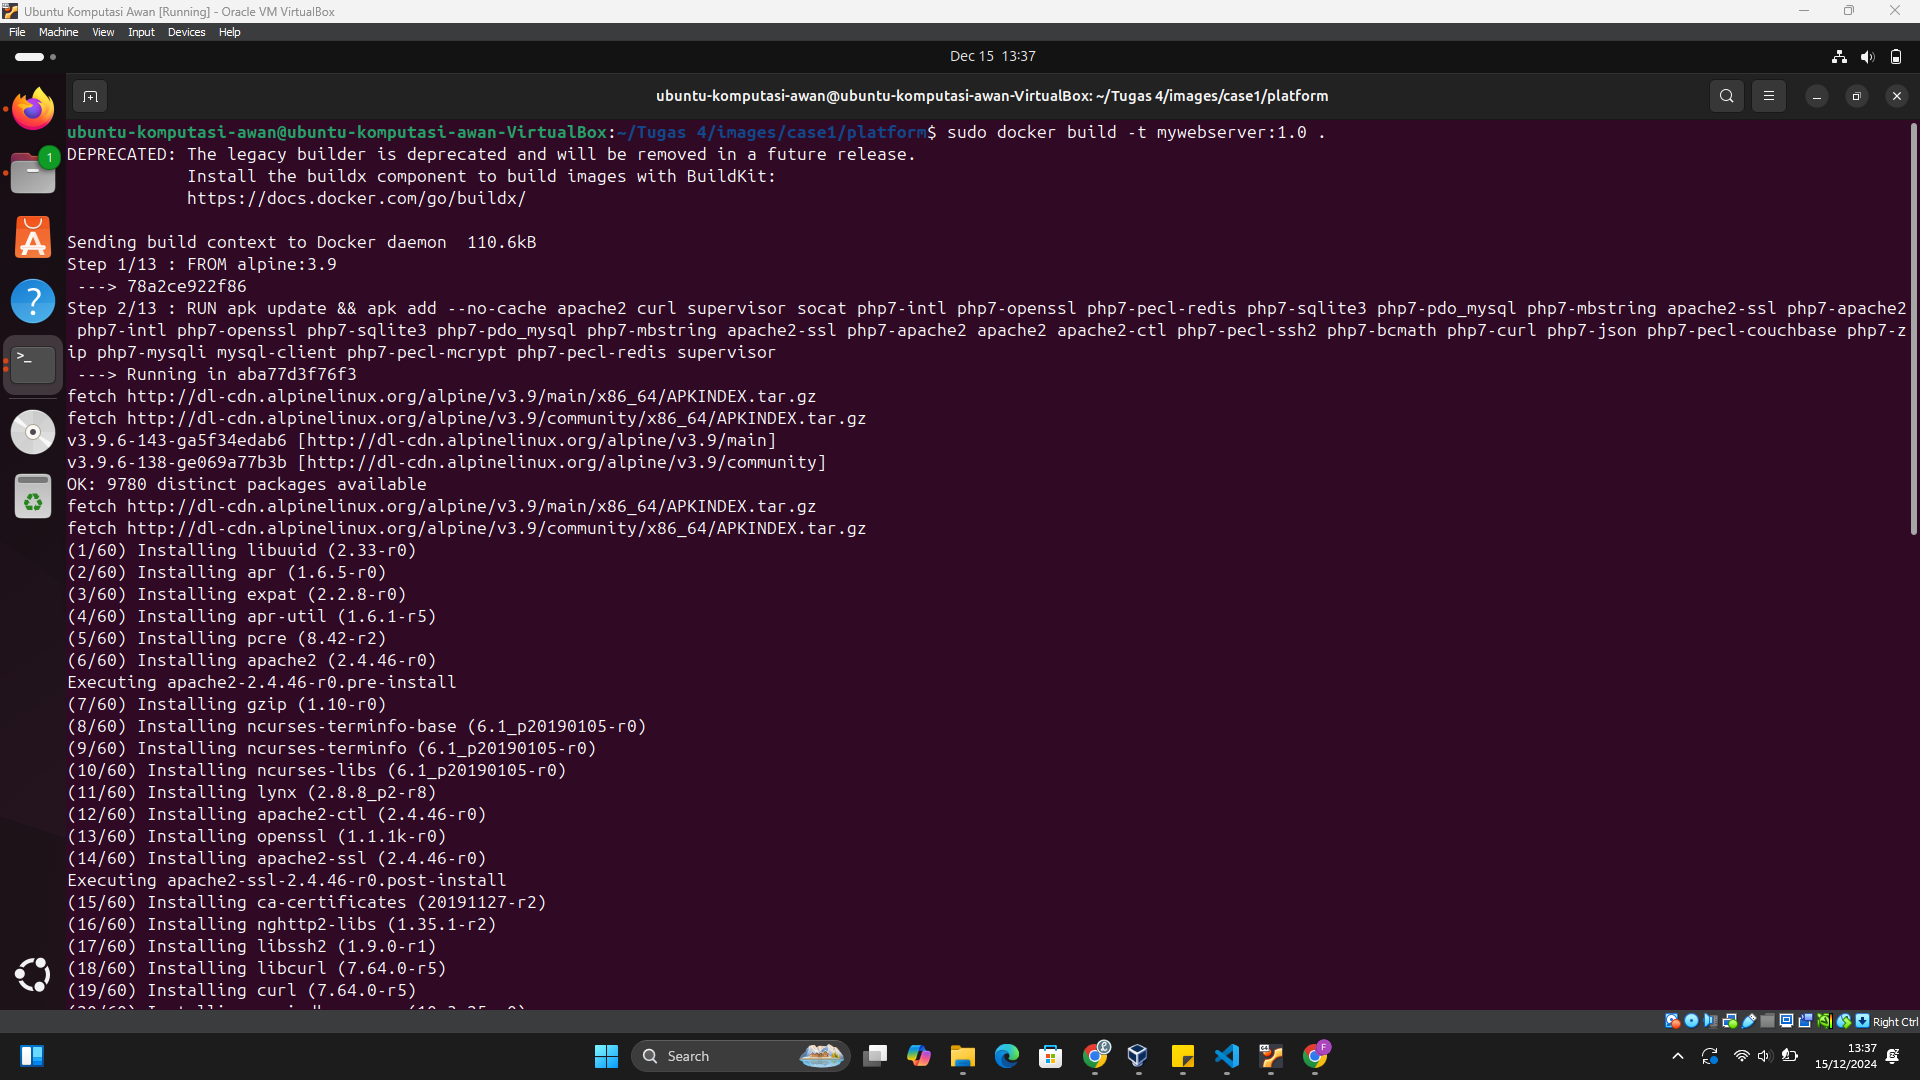 Ubuntu Komputasi Awan [Running] - Oracle VM VirtualBox
File Machine View Input Devices Help
Dec 15 13:37
ubuntu-komputasi-awan@ubuntu-komputasi-awan-VirtualBox: ~/Tugas 4/images/case1/platform
ubuntu-komputasi-awan@ubuntu-komputasi-awan-VirtualBox:~/Tugas 4/images/case1/platform$ sudo docker build -t mywebserver:1.0 .
DEPRECATED: The legacy builder is deprecated and will be removed in a future release.
Install the buildx component to build images with BuildKit:
https://docs.docker.com/go/buildx/
Sending build context to Docker daemon 110.6kB
Step 1/13 : FROM alpine:3.9
---> 78a2ce922f86
Step 2/13 : RUN apk update && apk add --no-cache apache2 curl supervisor socat php7-intl php7-openssl php7-pecl-redis php7-sqlite3 php7-pdo_mysql php7-mbstring apache2-ssl php7-apache2
php7-intl php7-openssl php7-sqlite3 php7-pdo_mysql php7-mbstring apache2-ssl php7-apache2 apache2 apache2-ctl php7-pecl-ssh2 php7-bcmath php7-curl php7-json php7-pecl-couchbase php7-z
ip php7-mysqli mysql-client php7-pecl-mcrypt php7-pecl-redis supervisor
---> Running in aba77d3f76f3
fetch http://dl-cdn.alpinelinux.org/alpine/v3.9/main/x86_64/APKINDEX.tar.gz
fetch http://dl-cdn.alpinelinux.org/alpine/v3.9/community/x86_64/APKINDEX.tar.gz
v3.9.6-143-ga5f34edab6 [http://dl-cdn.alpinelinux.org/alpine/v3.9/main]
v3.9.6-138-ge069a77b3b [http://dl-cdn.alpinelinux.org/alpine/v3.9/community]
OK: 9780 distinct packages available
fetch http://dl-cdn.alpinelinux.org/alpine/v3.9/main/x86_64/APKINDEX.tar.gz
fetch http://dl-cdn.alpinelinux.org/alpine/v3.9/community/x86_64/APKINDEX.tar.gz
(1/60) Installing libuuid (2.33-r0)
(2/60) Installing apr (1.6.5-r0)
(3/60) Installing expat (2.2.8-r0)
(4/60) Installing apr-util (1.6.1-r5)
(5/60) Installing pcre (8.42-r2)
(6/60) Installing apache2 (2.4.46-r0)
Executing apache2-2.4.46-r0.pre-install
(7/60) Installing gzip (1.10-r0)
(8/60) Installing ncurses-terminfo-base (6.1_p20190105-r0)
(9/60) Installing ncurses-terminfo (6.1_p20190105-r0)
(10/60) Installing ncurses-libs (6.1_p20190105-r0)
(11/60) Installing lynx (2.8.8_p2-r8)
(12/60) Installing apache2-ctl (2.4.46-r0)
(13/60) Installing openssl (1.1.1k-r0)
(14/60) Installing apache2-ssl (2.4.46-r0)
Executing apache2-ssl-2.4.46-r0.post-install
(15/60) Installing ca-certificates (20191127-r2)
(16/60) Installing nghttp2-libs (1.35.1-r2)
(17/60) Installing libssh2 (1.9.0-r1)
(18/60) Installing libcurl (7.64.0-r5)
(19/60) Installing curl (7.64.0-r5)
Right Ctrl
Search
13:37
15/12/2024